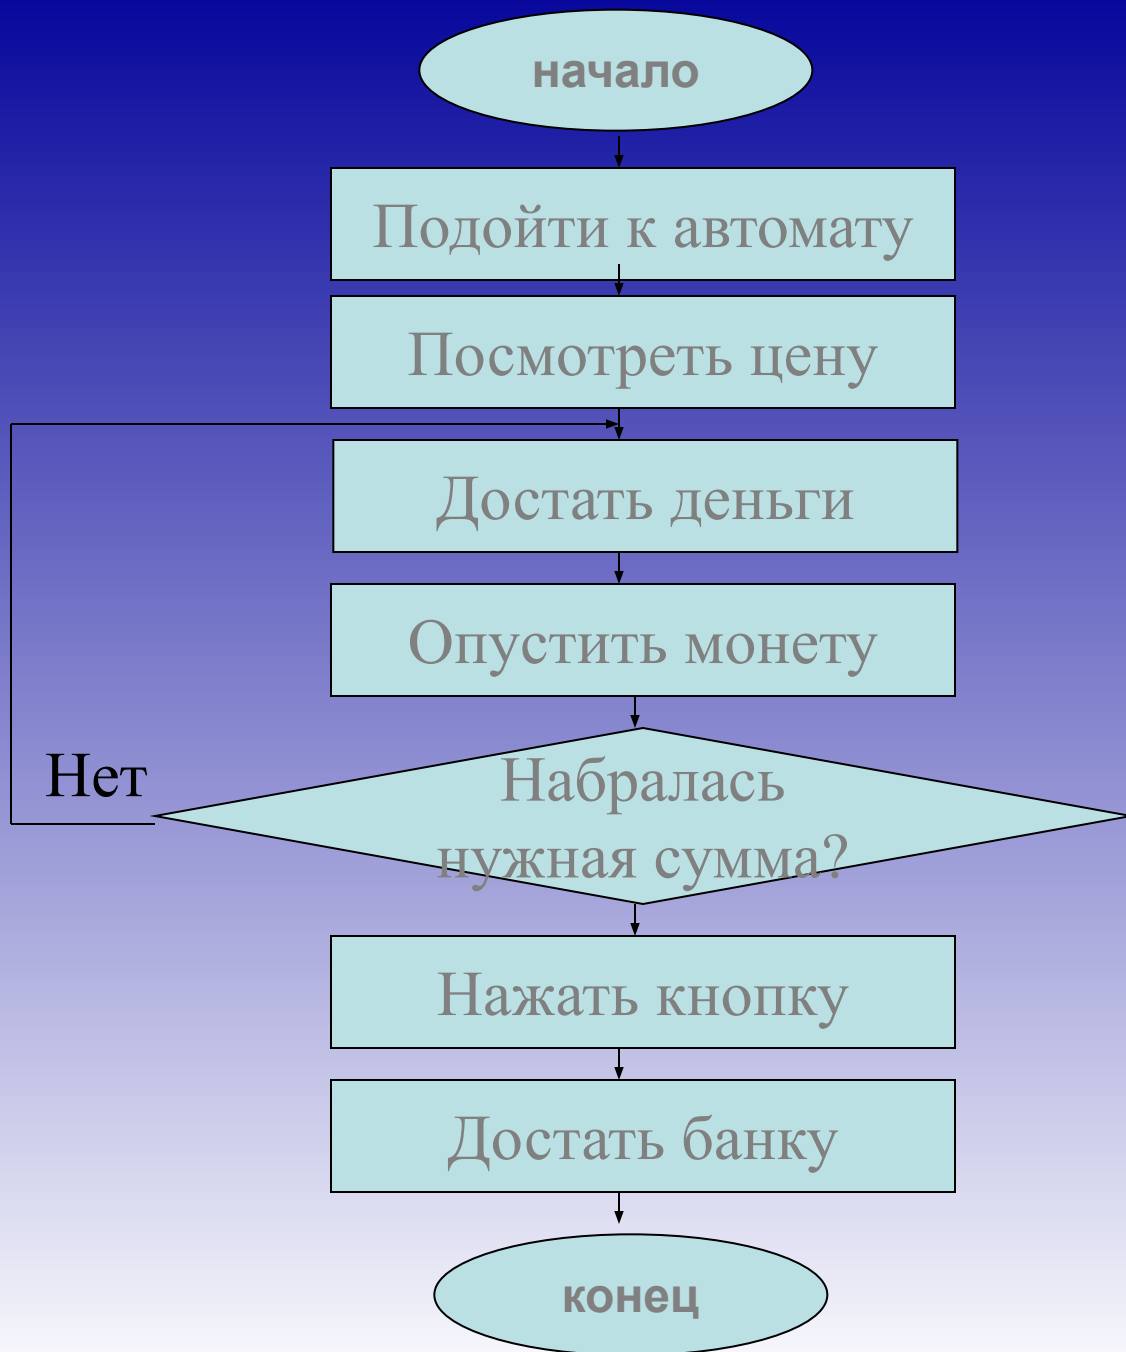 начало
Подойти к автомату
Посмотреть цену
Достать деньги
Опустить монету
Нет
Набралась
нужная сумма?
Нажать кнопку
Достать банку
конец